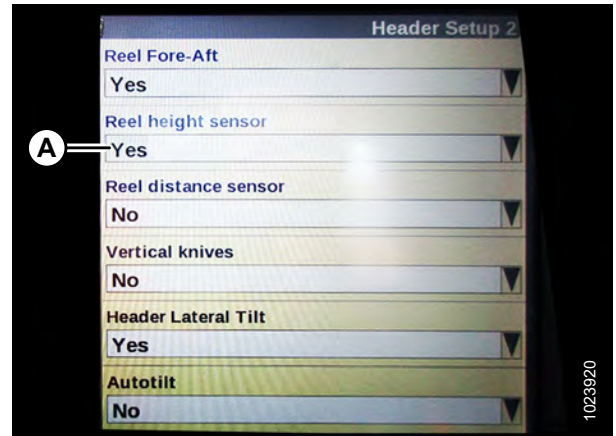 Header Setup 2
Reel Fore-Aft
Yes
Reel height sensor
A
Yes
Reel distance sensor
No
Vertical knives
No
Header Lateral Tilt
Yes
Autotilt
No
1023920